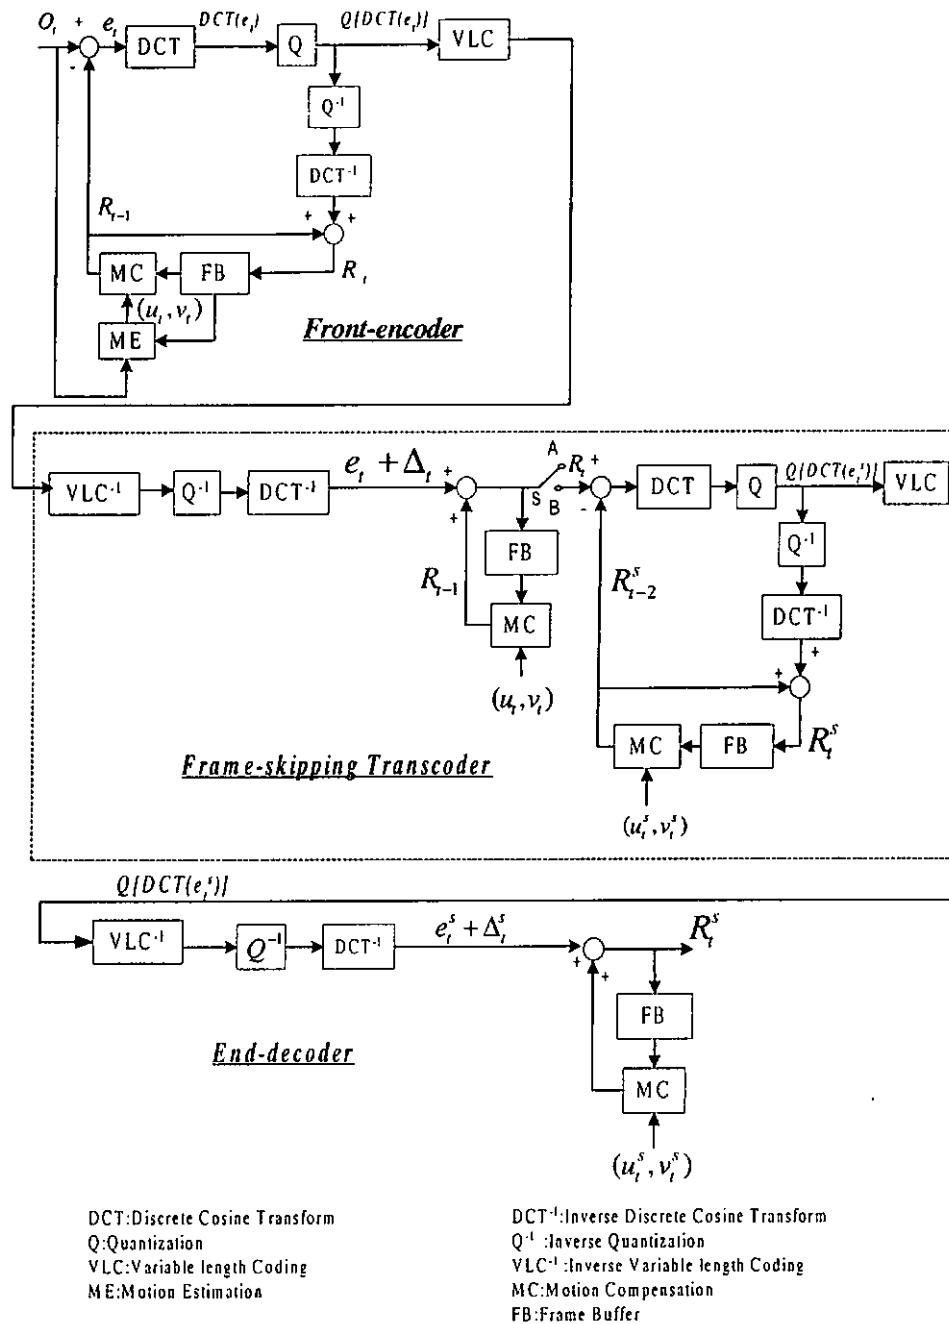 O_t + e_t DCT(e_t) Q[DCT(e_t)]
DCT Q VLC
-
Q⁻¹
DCT⁻¹
R_{t-1} + +
MC FB R_t
(u_t, v_t)
ME
Front-encoder
VLC⁻¹ Q⁻¹ DCT⁻¹ e_t + Δ_t + A R_t + DCT Q Q[DCT(e_t^s)] VLC
+ S B -
FB Q⁻¹
R_{t-1} R_{t-2}^s
MC DCT⁻¹
+
(u_t, v_t) +
MC FB R_t^s
Frame-skipping Transcoder
(u_t^s, v_t^s)
Q[DCT(e_t^s)]
VLC⁻¹ Q⁻¹ DCT⁻¹ e_t^s + Δ_t^s + R_t^s
+
FB
End-decoder
MC
(u_t^s, v_t^s)
DCT:Discrete Cosine Transform
Q:Quantization
VLC:Variable length Coding
ME:Motion Estimation
DCT⁻¹:Inverse Discrete Cosine Transform
Q⁻¹ :Inverse Quantization
VLC⁻¹ :Inverse Variable length Coding
MC:Motion Compensation
FB:Frame Buffer